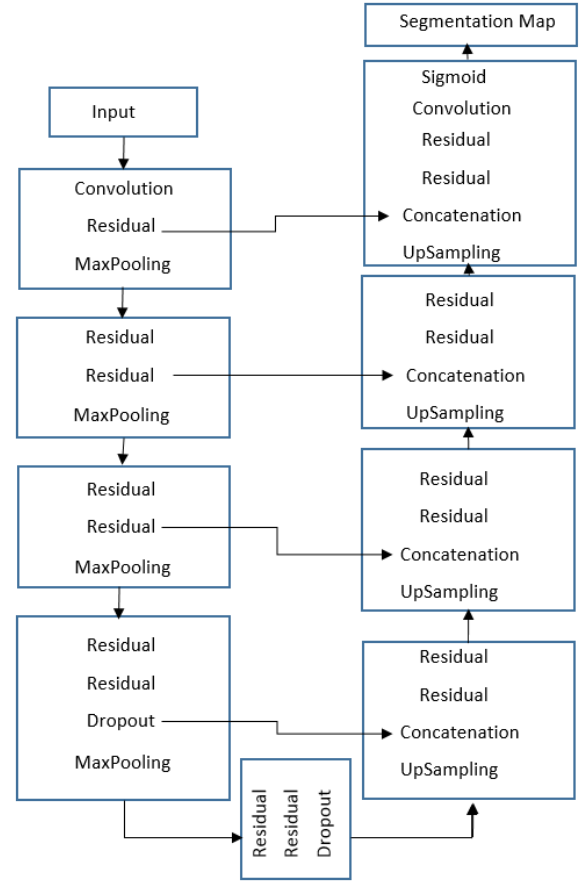 Input
Convolution
Residual
MaxPooling
Residual
Residual
MaxPooling
Residual
Residual
MaxPooling
Residual
Residual
Dropout
MaxPooling
Residual
Residual
Dropout
Segmentation Map
Sigmoid
Convolution
Residual
Residual
Concatenation
UpSampling
Residual
Residual
Concatenation
UpSampling
Residual
Residual
Concatenation
UpSampling
Residual
Residual
Concatenation
UpSampling